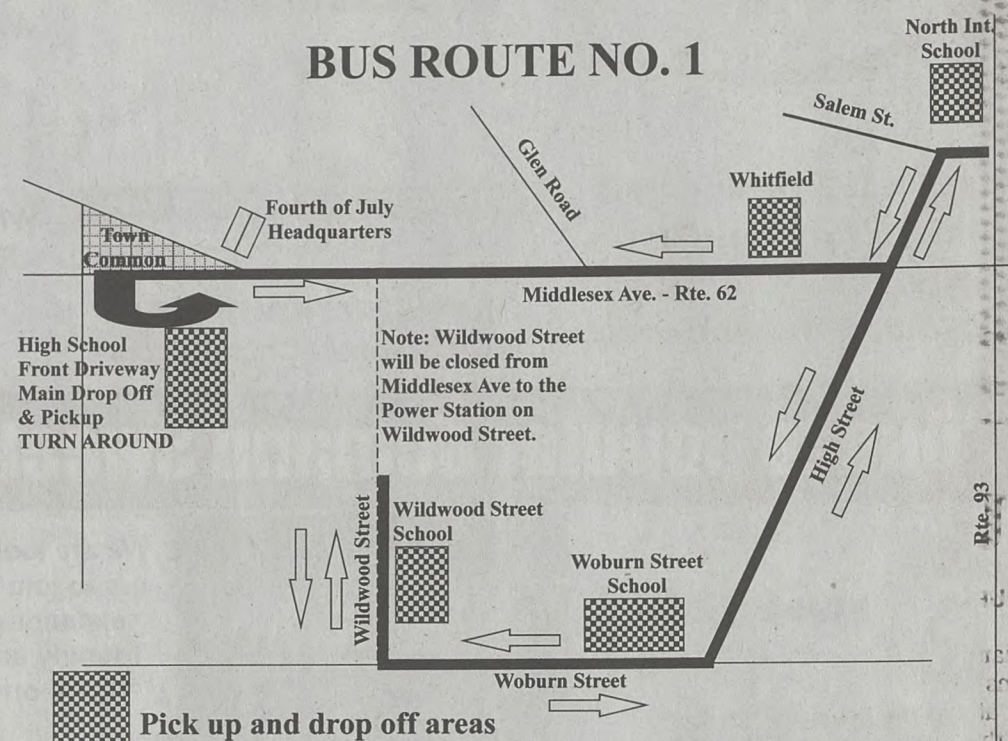 BUS ROUTE NO. 1
North Int.
School
Salem St.
Glen Road
Whitfield
Fourth of July
Headquarters
Town
Common
Middlesex Ave. - Rte. 62
High School
Front Driveway
Main Drop Off
& Pickup
TURN AROUND
Note: Wildwood Street
will be closed from
Middlesex Ave to the
Power Station on
Wildwood Street.
High Street
Rte. 93
Wildwood Street
Wildwood Street
School
Woburn Street
School
Woburn Street
Pick up and drop off areas